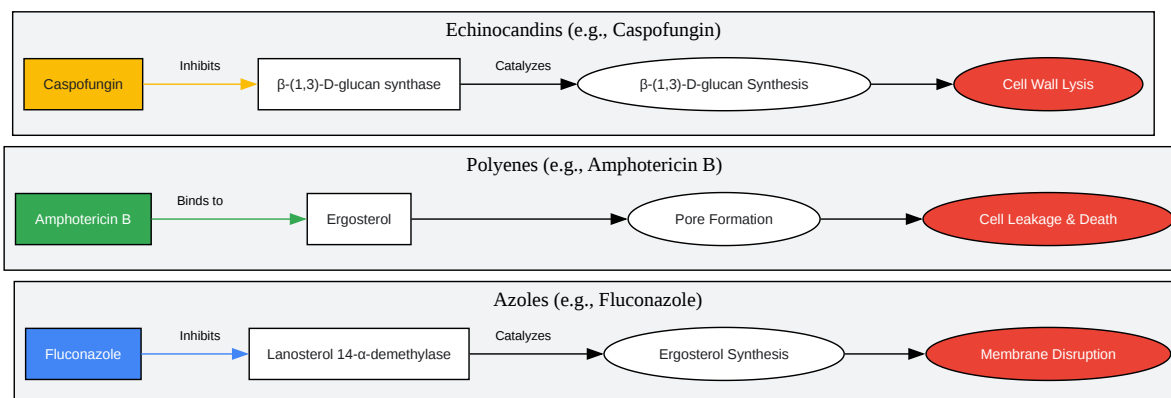 Echinocandins (e.g., Caspofungin)
Caspofungin
Inhibits
β-(1,3)-D-glucan synthase
Catalyzes
β-(1,3)-D-glucan Synthesis
Cell Wall Lysis
Polyenes (e.g., Amphotericin B)
Amphotericin B
Binds to
Ergosterol
Pore Formation
Cell Leakage & Death
Azoles (e.g., Fluconazole)
Fluconazole
Inhibits
Lanosterol 14-α-demethylase
Catalyzes
Ergosterol Synthesis
Membrane Disruption